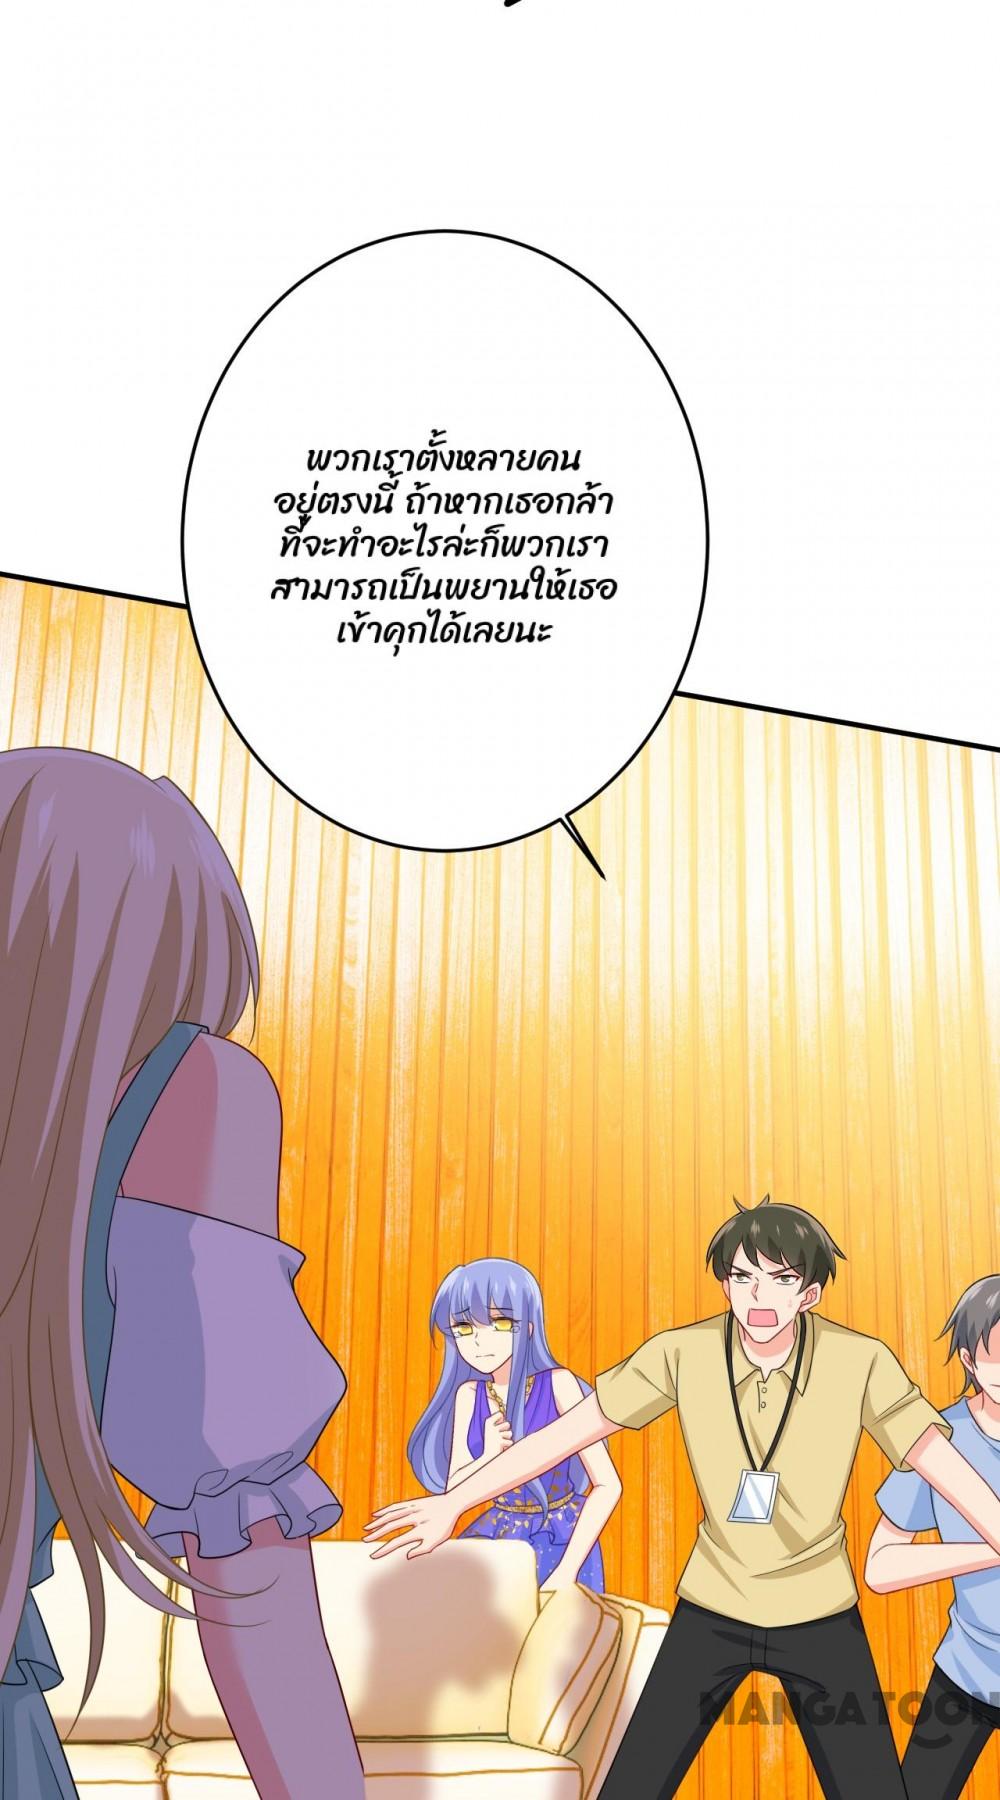 พวกเราตั้งหลายคน
อยู่ตรงนี้ ถ้าหากเธอกล้า
ที่จะทำอะไรล่ะก็พวกเรา
สามารถเป็นพยานให้เธอ
เข้าคุกได้เลยนะ
MANGATOON